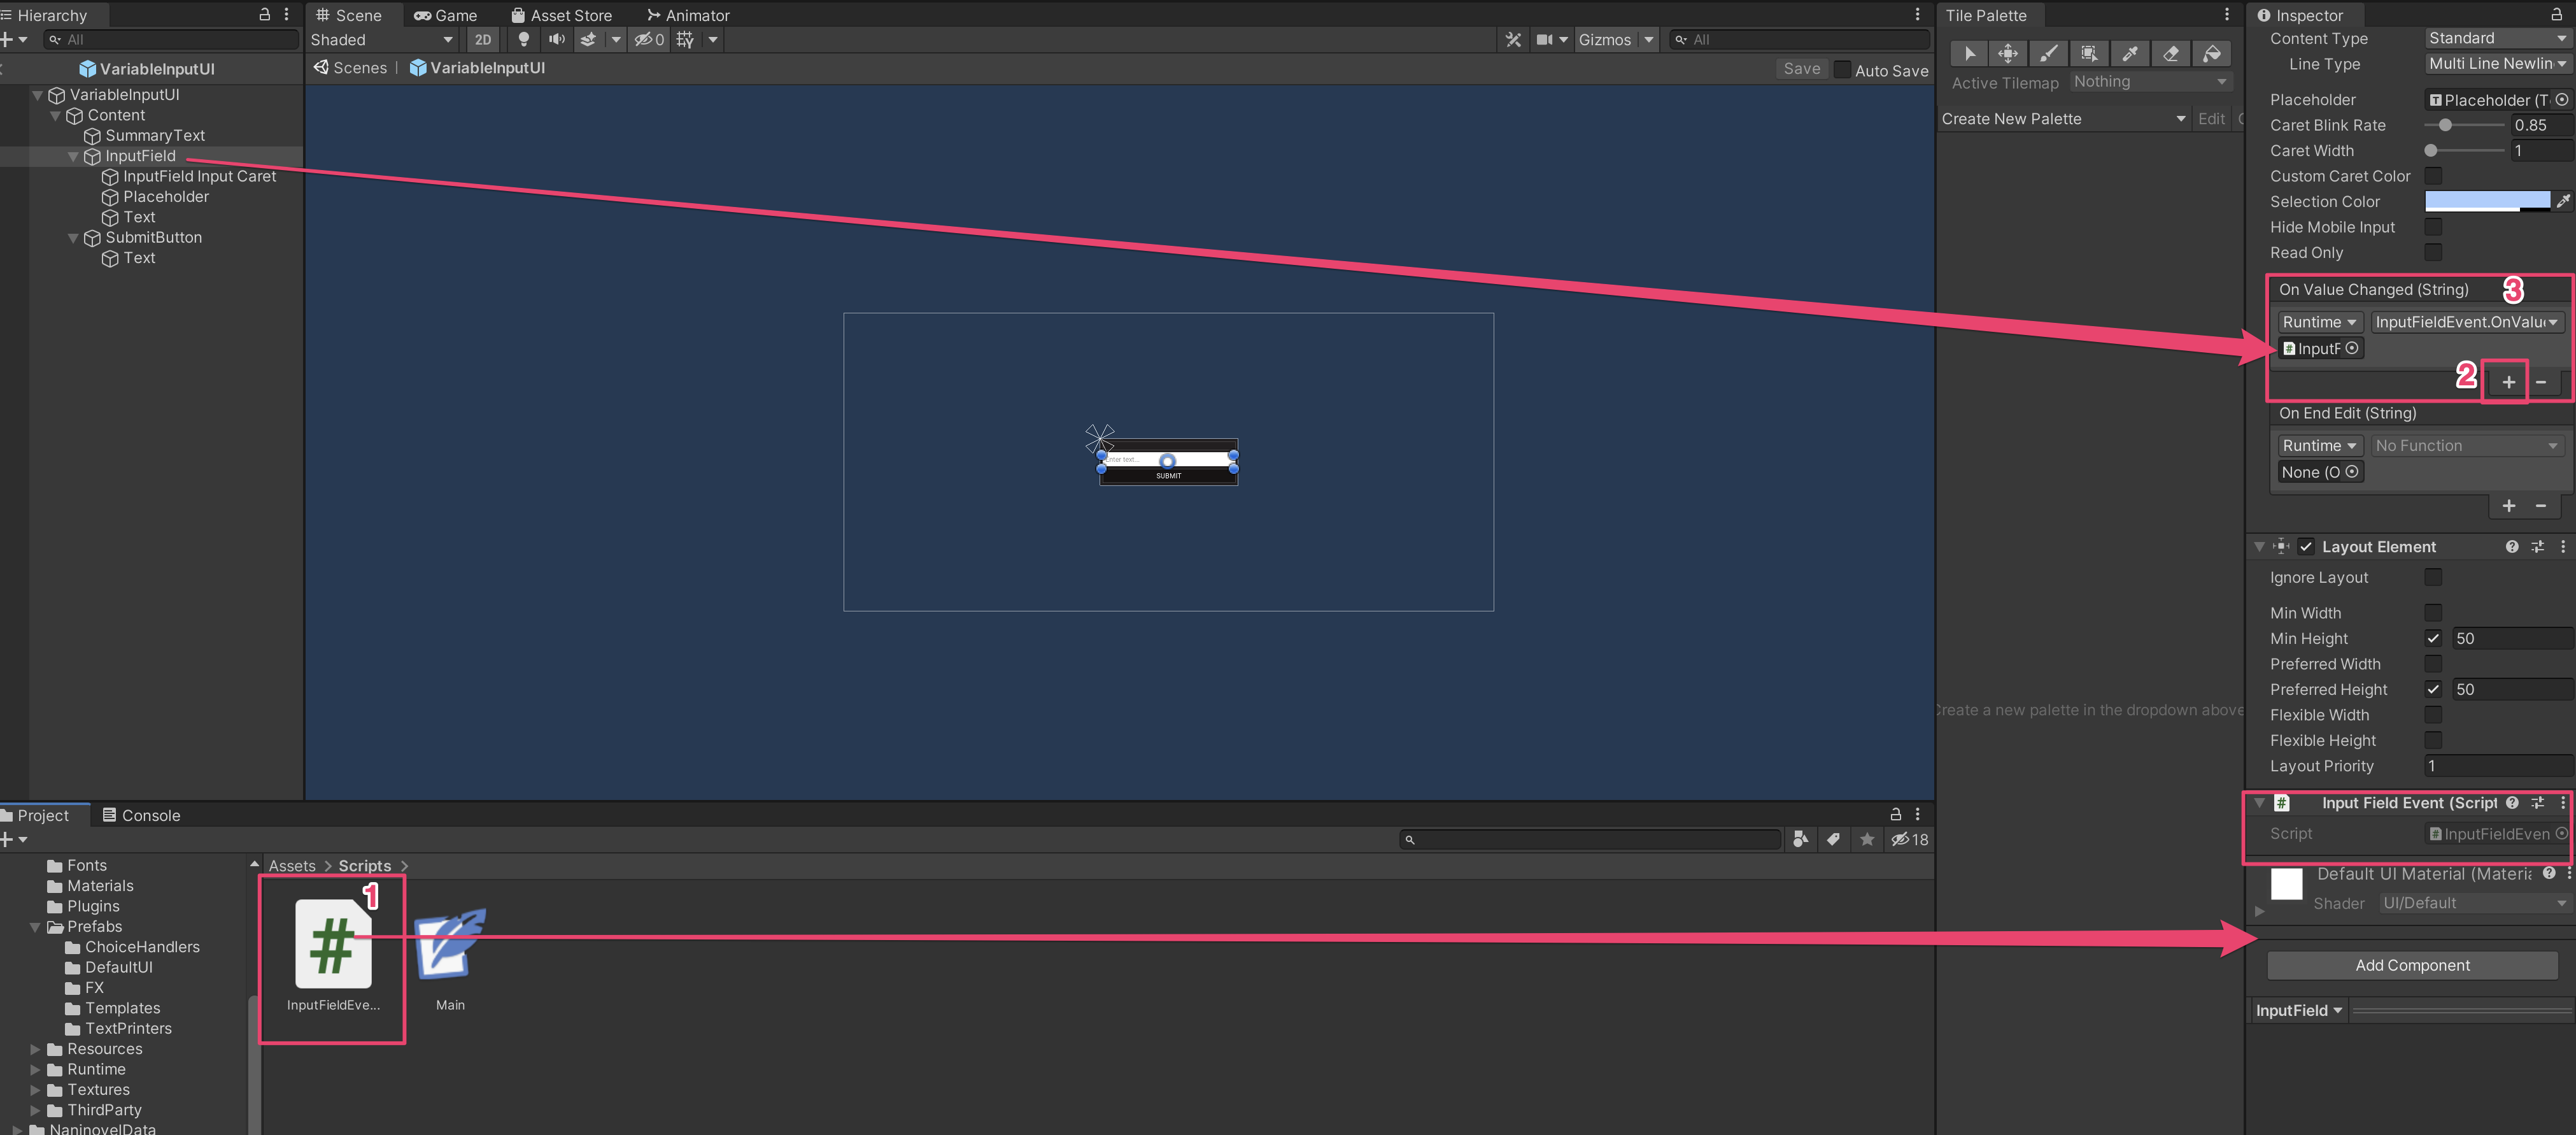 Hierarchy
All
VariableInputUI
VariableInputUI
Content
SummaryText
InputField
InputField Input Caret
Placeholder
Text
SubmitButton
Text
Scene
Game
Asset Store
Animator
Shaded
2D
0
Gizmos
All
Scenes
VariableInputUI
Save
Auto Save
Enter text...
SUBMIT
Tile Palette
Active Tilemap
Nothing
Create New Palette
Edit
Create a new palette in the dropdown above
Inspector
Content Type
Standard
Line Type
Multi Line Newlin
Placeholder
Placeholder (T
Caret Blink Rate
0.85
Caret Width
1
Custom Caret Color
Selection Color
Hide Mobile Input
Read Only
On Value Changed (String)
3
Runtime
InputFieldEvent.OnValu
InputF
2
On End Edit (String)
Runtime
No Function
None (O
Layout Element
Ignore Layout
Min Width
Min Height
50
Preferred Width
Preferred Height
50
Flexible Width
Flexible Height
Layout Priority
1
Input Field Event (Script
Script
InputFieldEven
Default UI Material (Materia
Shader
UI/Default
Add Component
InputField
Project
Console
18
Fonts
Materials
Plugins
Prefabs
ChoiceHandlers
DefaultUI
FX
Templates
TextPrinters
Resources
Runtime
Textures
ThirdParty
NaninovelData
Assets > Scripts >
1
InputFieldEve...
Main